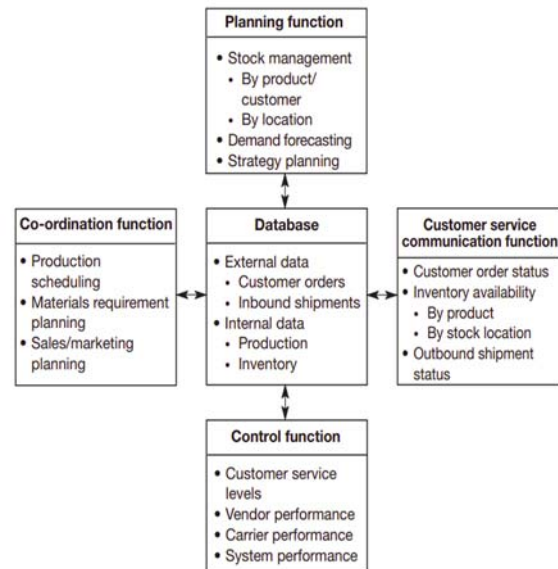 Planning function
• Stock management
• By product/
customer
• By location
• Demand forecasting
• Strategy planning
Co-ordination function
• Production
scheduling
• Materials requirement
planning
• Sales/marketing
planning
Database
• External data
• Customer orders
• Inbound shipments
• Internal data
• Production
• Inventory
Customer service
communication function
• Customer order status
• Inventory availability
• By product
• By stock location
• Outbound shipment
status
Control function
• Customer service
levels
• Vendor performance
• Carrier performance
• System performance